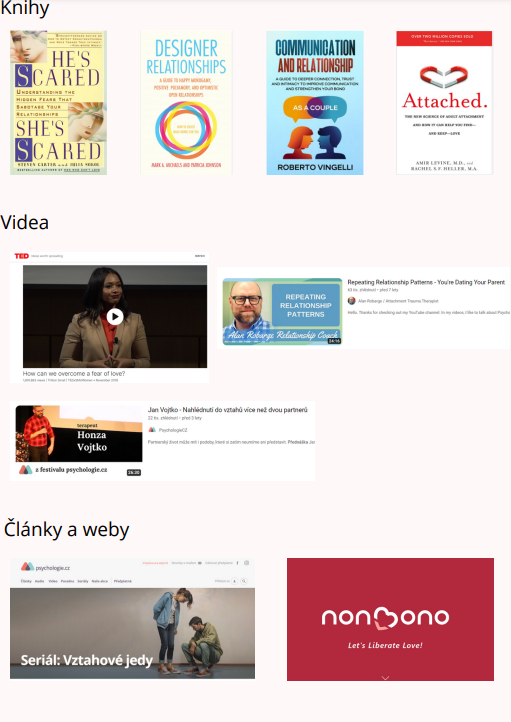 Knihy
HE'S
SCARED
UNDERSTANDING THE
HIDDEN FEARS THAT
SABOTAGE YOUR
RELATIONSHIPS
SHE'S
SCARED
STEVEN CARTER AND JULIA SOKOL
DESIGNER
RELATIONSHIPS
A GUIDE TO HAPPY MONOGAMY,
POSITIVE POLYAMORY, AND OPTIMISTIC
OPEN RELATIONSHIPS
MARK A. MICHAELS AND PATRICIA JOHNSON
COMMUNICATION
AND RELATIONSHIP
A GUIDE TO DEEPER CONNECTION, TRUST
AND INTIMACY TO IMPROVE COMMUNICATION
AND STRENGTHEN YOUR BOND
AS A COUPLE
ROBERTO VINGELLI
OVER TWO MILLION COPIES SOLD
Attached.
THE NEW SCIENCE OF ADULT ATTACHMENT
AND HOW IT CAN HELP YOU FIND—
AND KEEP—LOVE
AMIR LEVINE, M.D., and
RACHEL S.F. HELLER, M.A.
Videa
TED
How can we overcome a fear of love?
REPEATING
RELATIONSHIP
PATTERNS
Alan Robarge Relationship Coach
24:16
Repeating Relationship Patterns - You're Dating Your Parent
Alan Robarge / Attachment Trauma Therapist
Hello. Thanks for checking out my YouTube channel. In my videos, I like to talk about
terapeut
Honza
Vojtko
z festivalu psychologie.cz
26:30
Jan Vojtko - Nahlédnutí do vztahů více než dvou partnerů
PsychologieCZ
Články a weby
psychologie.cz
Články Audio Video Poradna Seriály Naše akce Předplatné
Seriál: Vztahové jedy
nonmono
Let's Liberate Love!